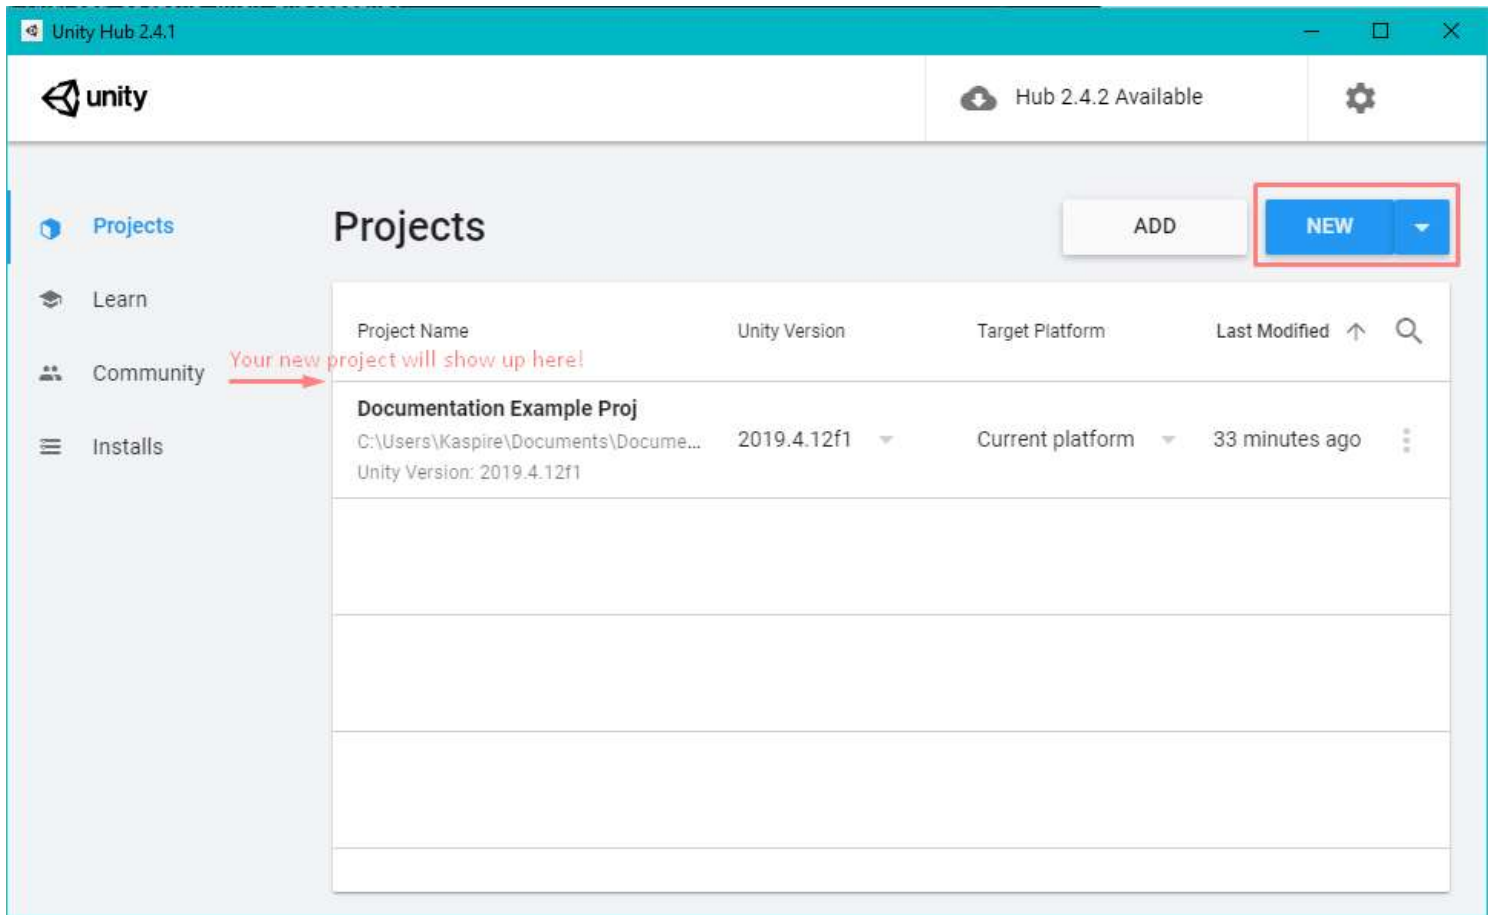 Unity Hub 2.4.1
unity
Hub 2.4.2 Available
Projects
Learn
Community
Installs
Projects
ADD
NEW
Project Name
Unity Version
Target Platform
Last Modified
Your new project will show up here!
Documentation Example Proj
C:\Users\Kaspire\Documents\Docume...
Unity Version: 2019.4.12f1
2019.4.12f1
Current platform
33 minutes ago